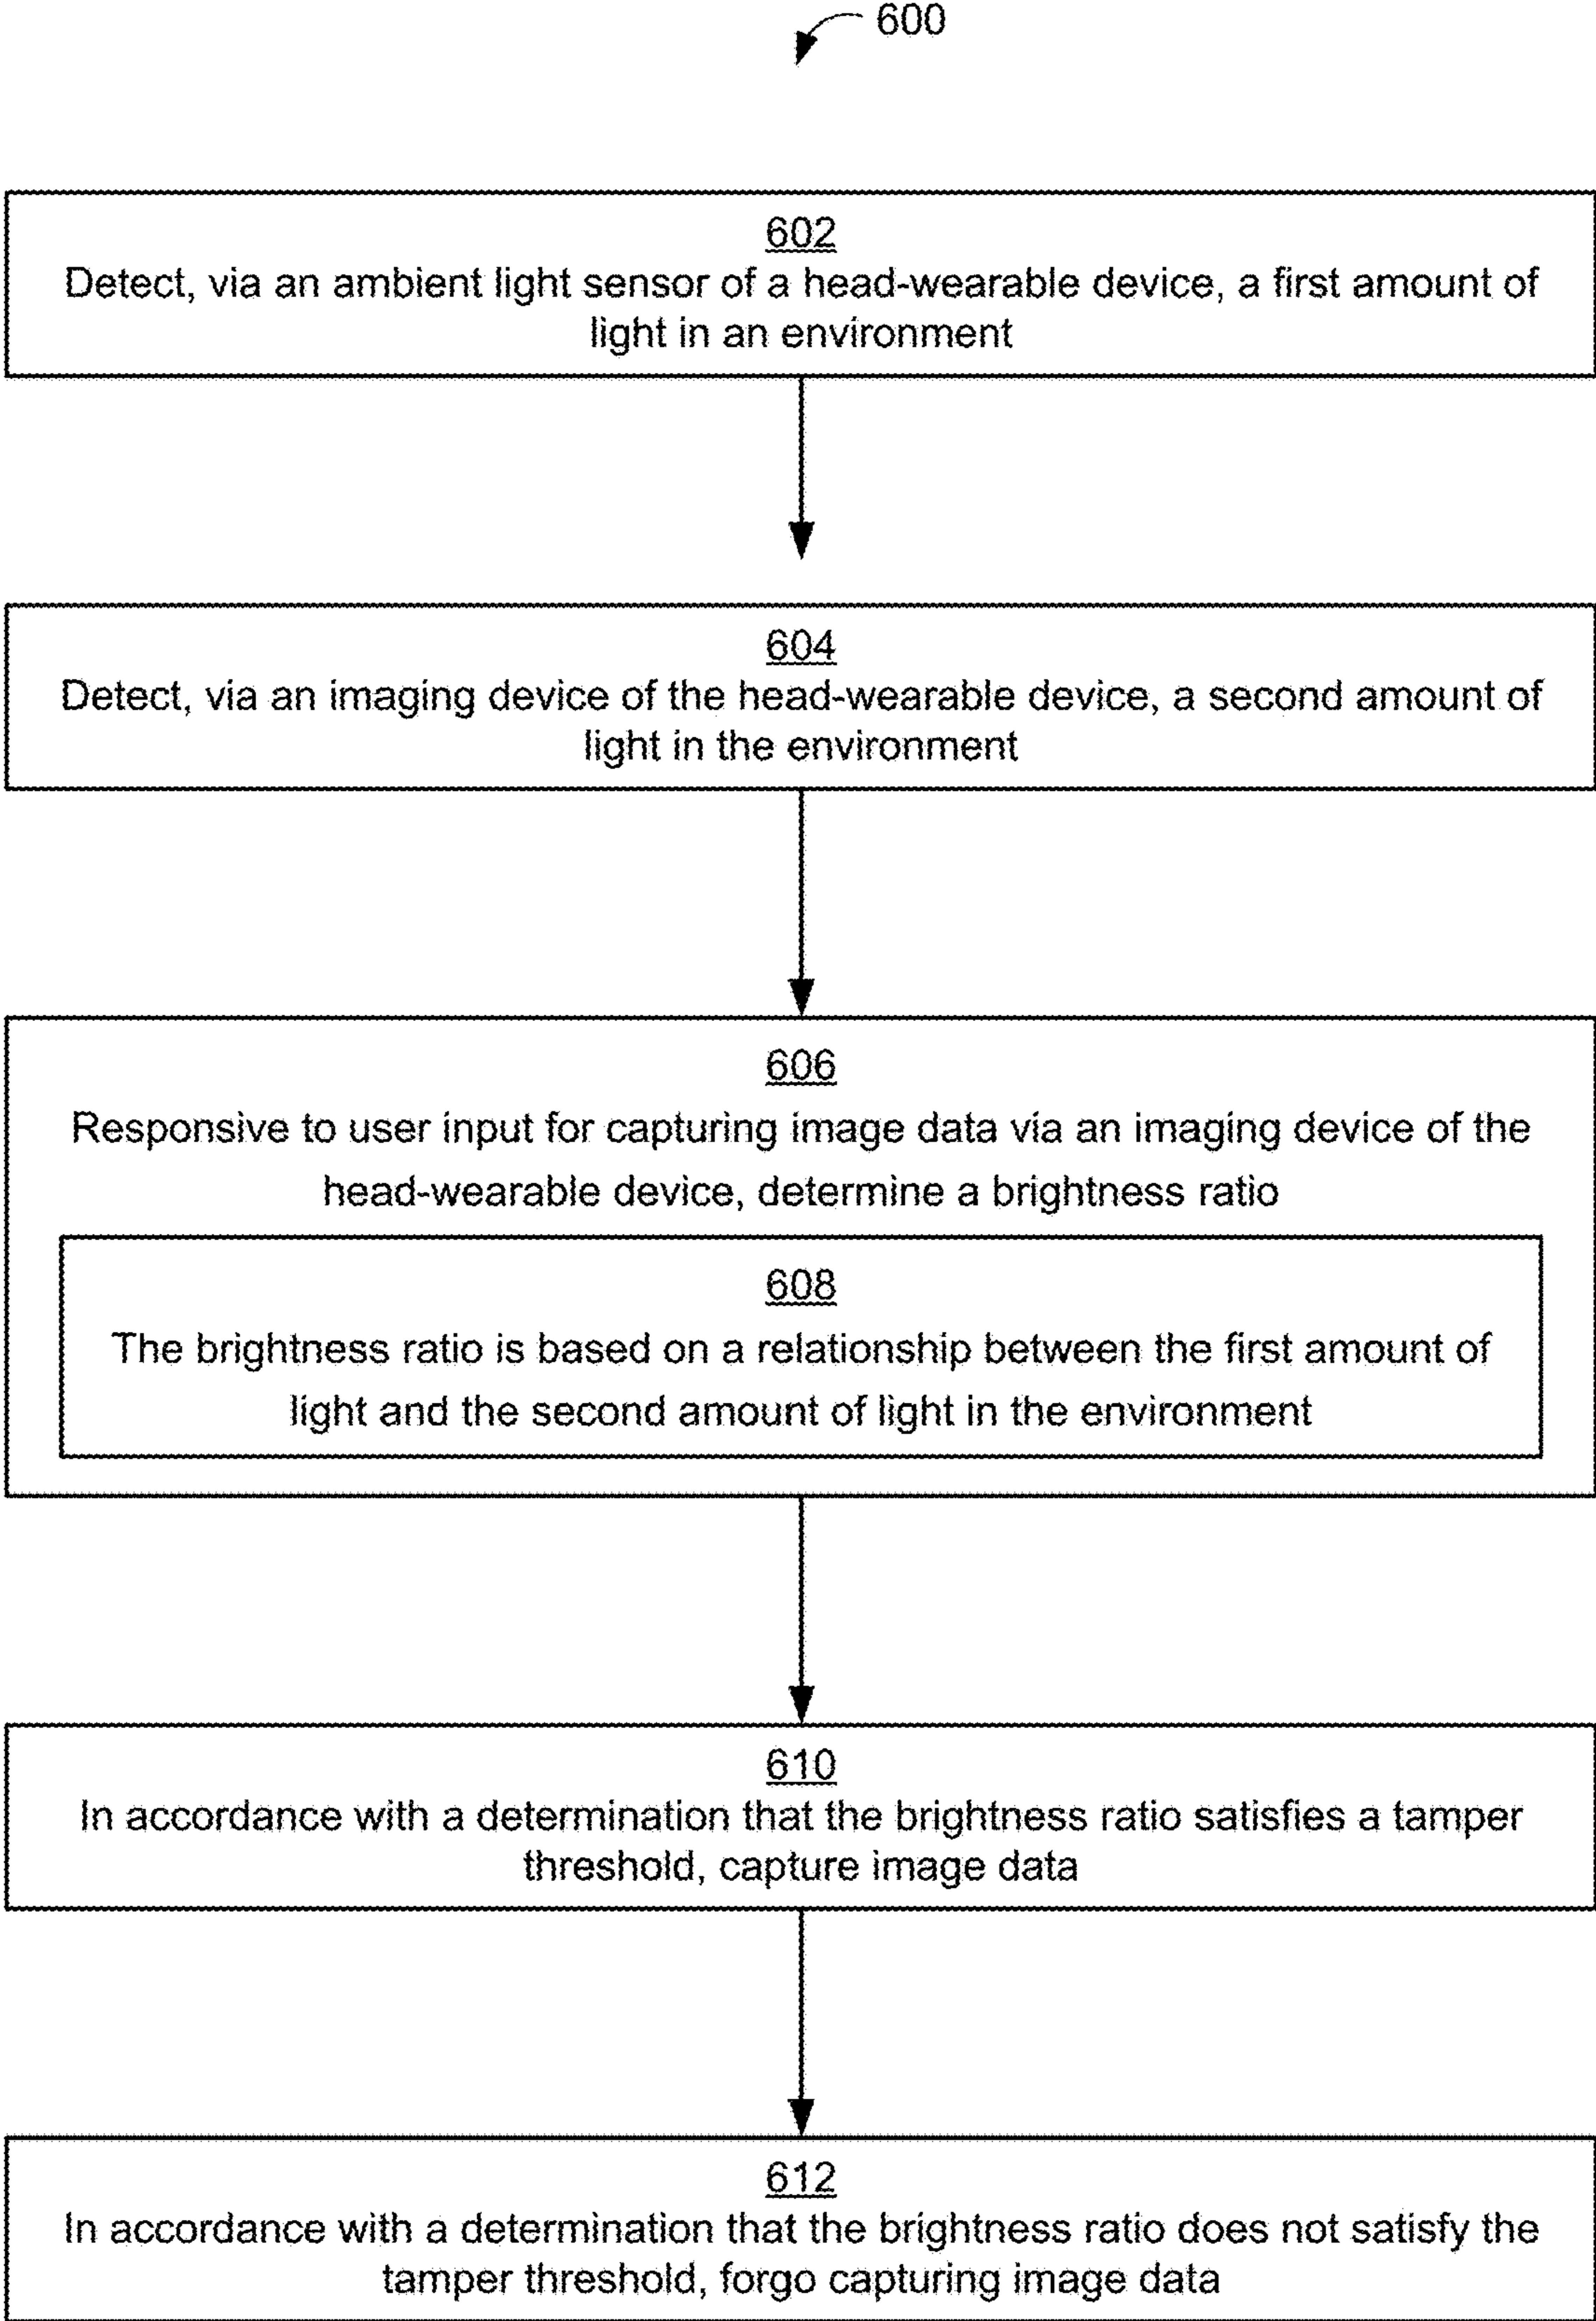 600
602
Detect, via an ambient light sensor of a head-wearable device, a first amount of
light in an environment
604
Detect, via an imaging device of the head-wearable device, a second amount of
light in the environment
606
Responsive to user input for capturing image data via an imaging device of the
head-wearable device, determine a brightness ratio
608
The brightness ratio is based on a relationship between the first amount of
light and the second amount of light in the environment
610
In accordance with a determination that the brightness ratio satisfies a tamper
threshold, capture image data
612
In accordance with a determination that the brightness ratio does not satisfy the
tamper threshold, forgo capturing image data